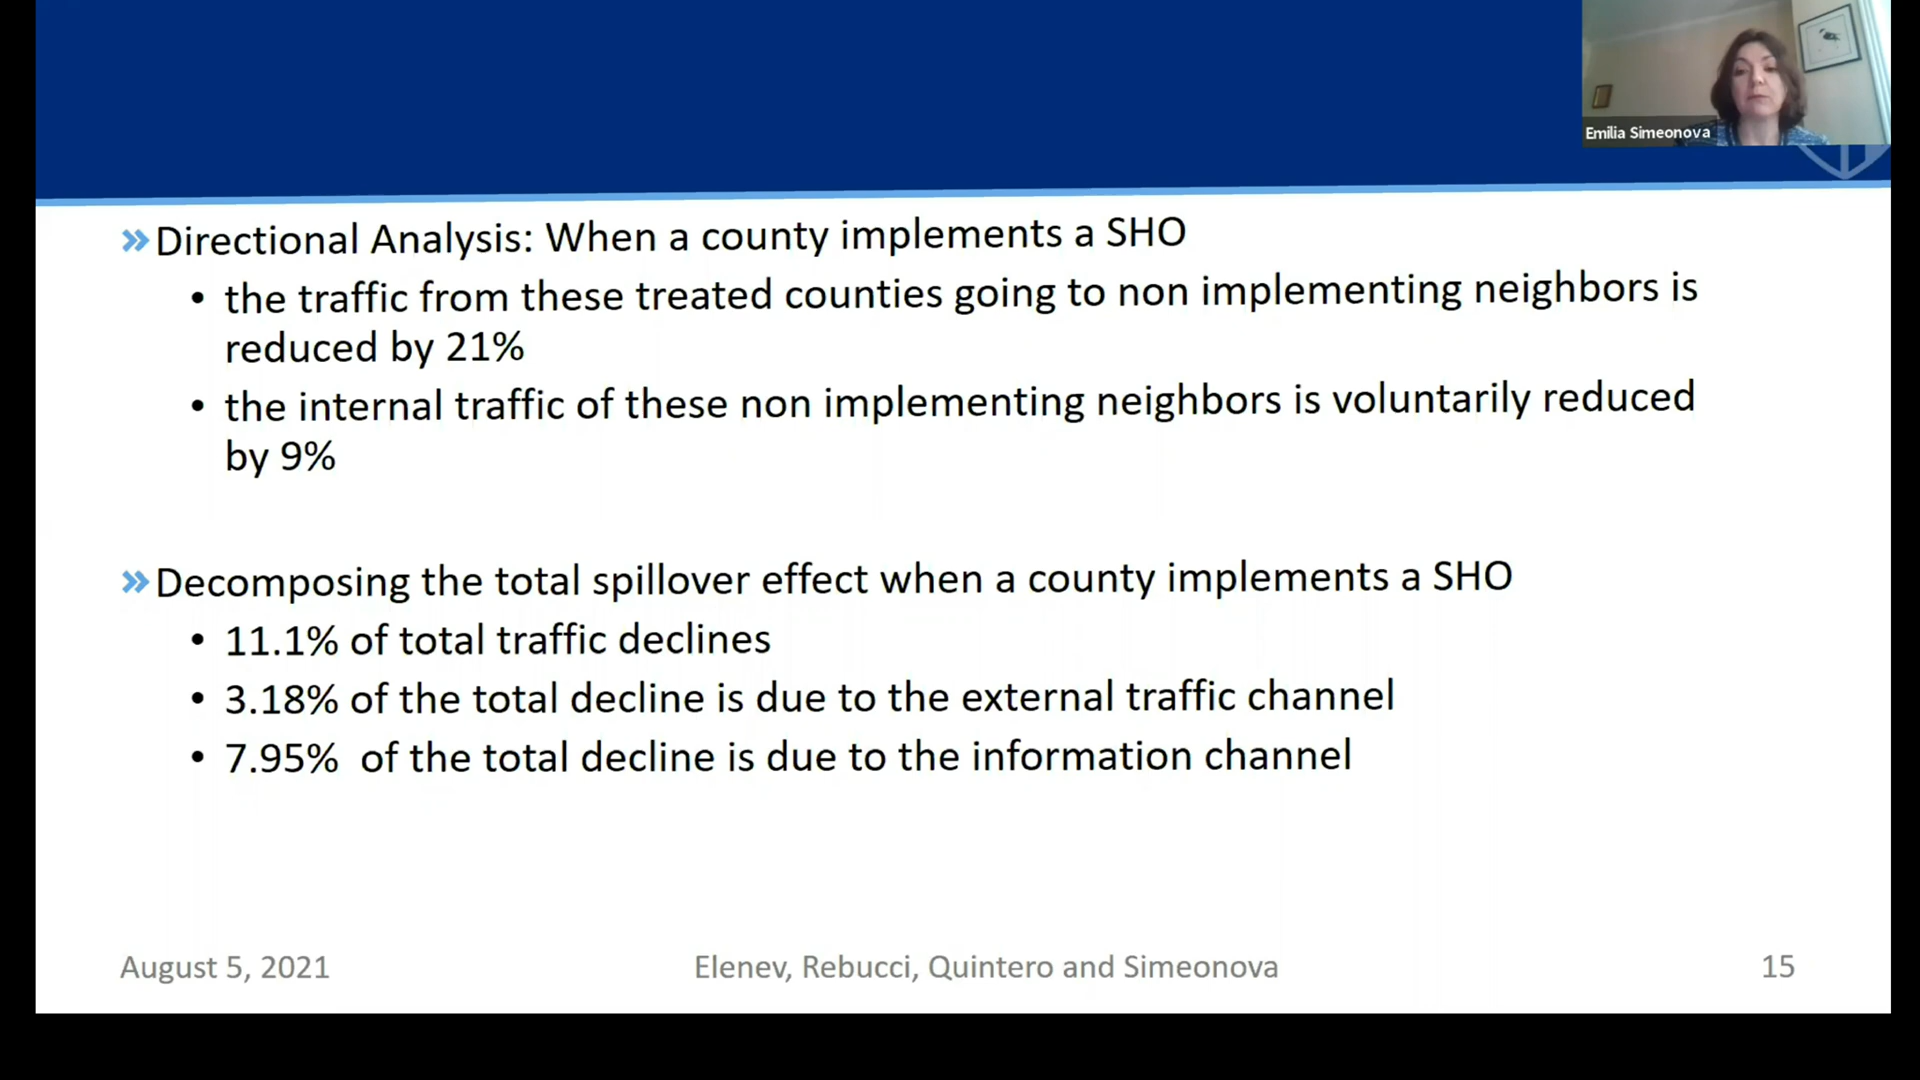 Emilia Simeonova
» Directional Analysis: When a county implements a SHO
• the traffic from these treated counties going to non implementing neighbors is
reduced by 21%
• the internal traffic of these non implementing neighbors is voluntarily reduced
by 9%
» Decomposing the total spillover effect when a county implements a SHO
• 11.1% of total traffic declines
• 3.18% of the total decline is due to the external traffic channel
• 7.95% of the total decline is due to the information channel
August 5, 2021
Elenev, Rebucci, Quintero and Simeonova
15